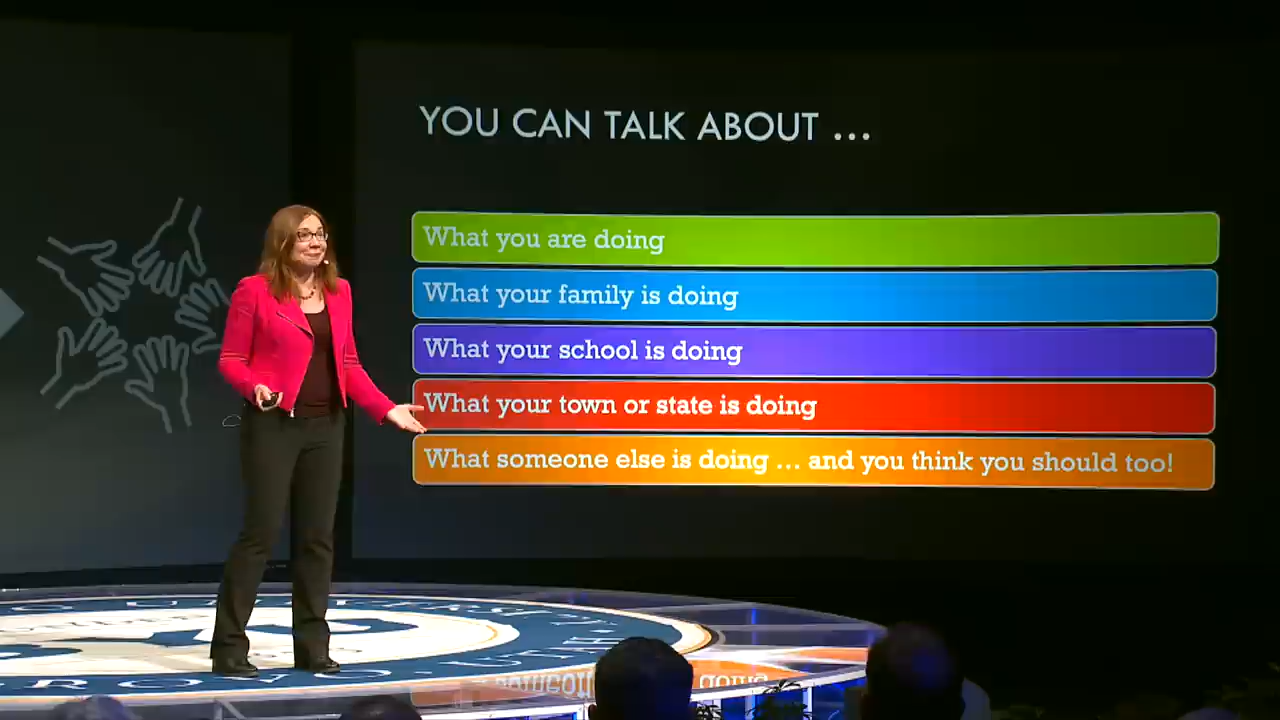 YOU CAN TALK ABOUT ...
What you are doing
What your family is doing
What your school is doing
What your town or state is doing
What someone else is doing ... and you think you should too!